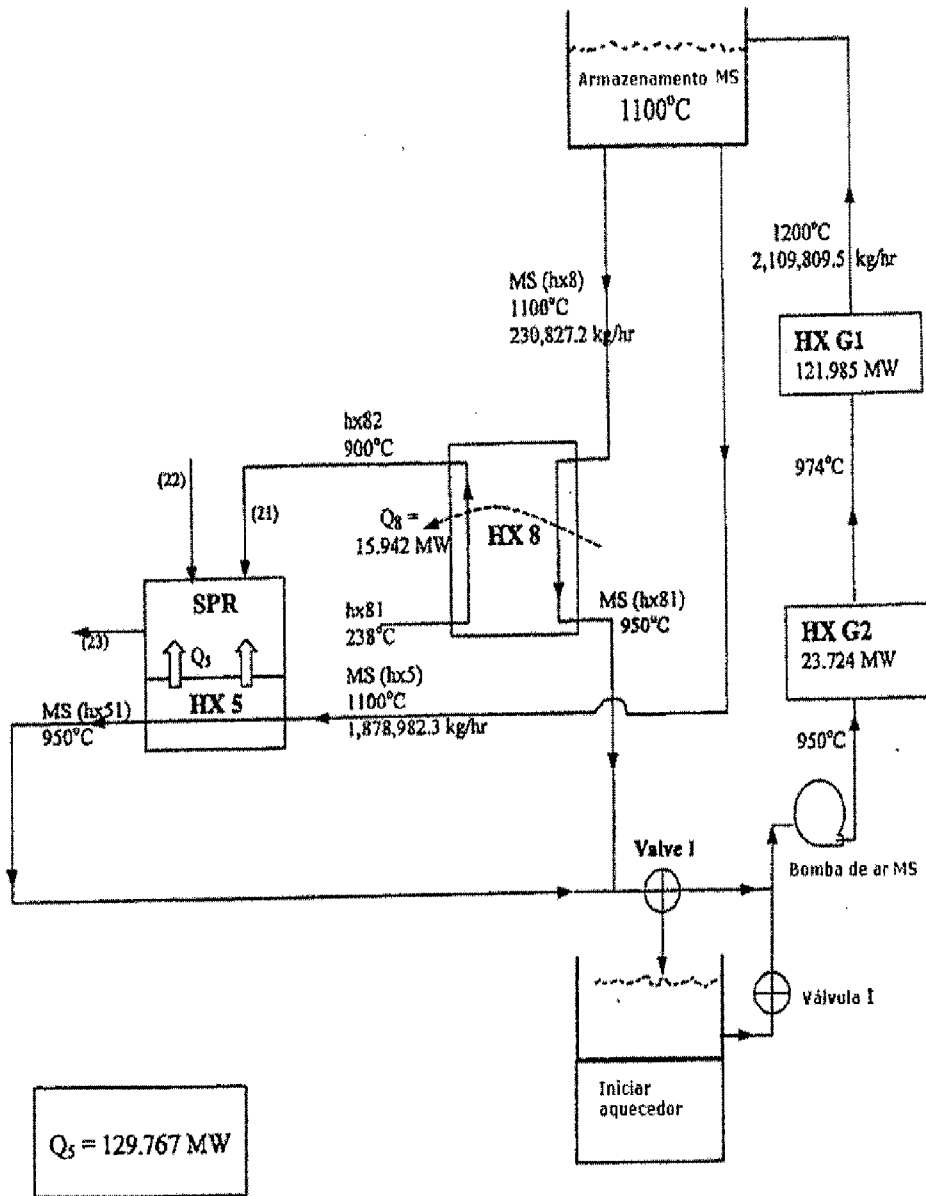 Armazenamento MS
1100°C
1200°C
2,109,809.5 kg/hr
MS (hx8)
1100°C
230,827.2 kg/hr
HX G1
121.985 MW
hx82
900°C
974°C
(22)
(21)
Q8 =
15.942 MW
HX 8
SPR
hx81
238°C
MS (hx81)
950°C
HX G2
23.724 MW
(23)
Q5
HX 5
MS (hx5)
1100°C
1,878,982.3 kg/hr
MS (hx51)
950°C
950°C
Valve 1
Bomba de ar MS
Válvula I
Iniciar
aquecedor
Q5 = 129.767 MW